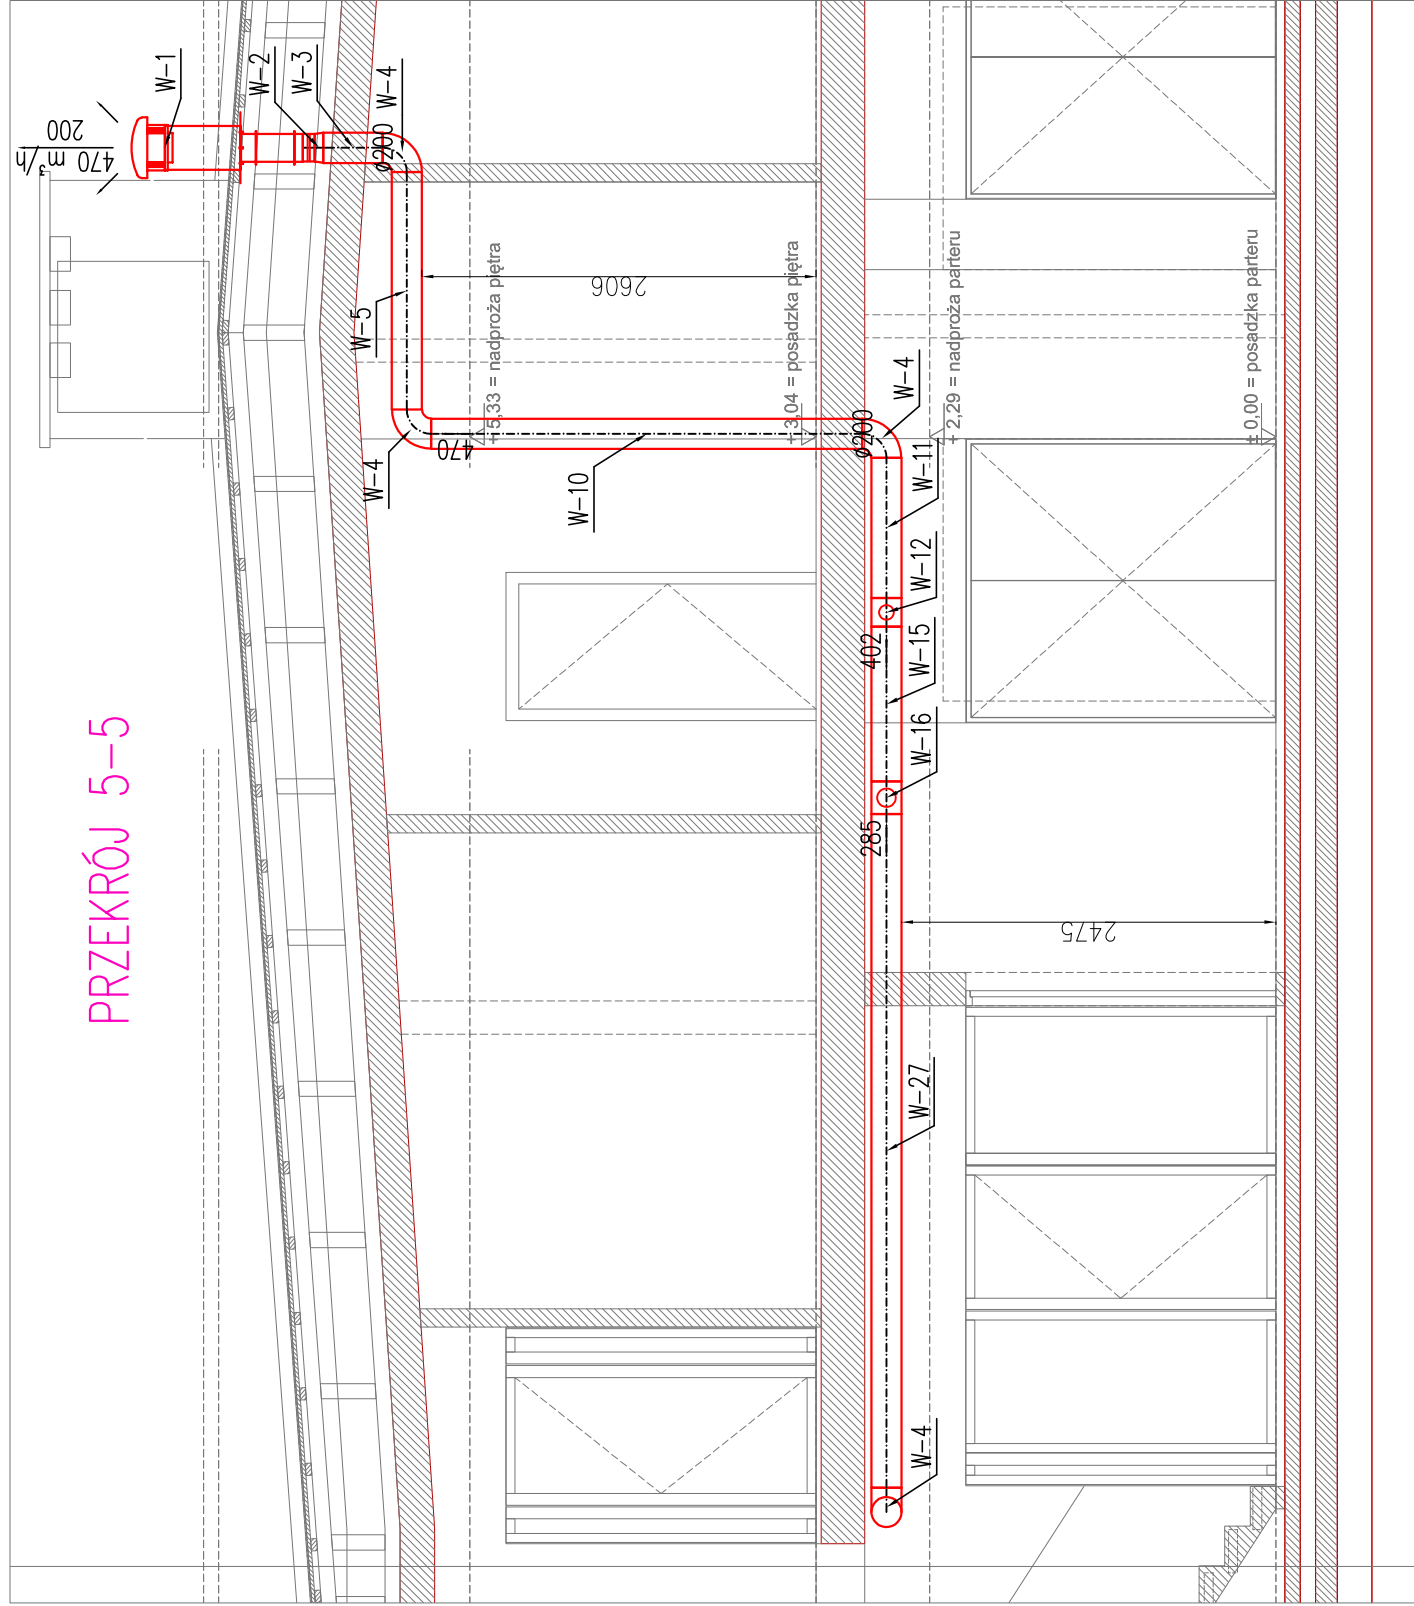 PRZEKRÓJ 5-5
200
470 m³/h
W-1
W-2
W-3
W-4
ø200
W-5
+ 5,33 = nadproża piętra
2606
+ 3,04 = posadzka piętra
+ 2,29 = nadproża parteru
± 0,00 = posadzka parteru
W-4
470
W-10
ø200
W-4
W-11
W-12
402
W-15
W-16
285
2475
W-27
W-4